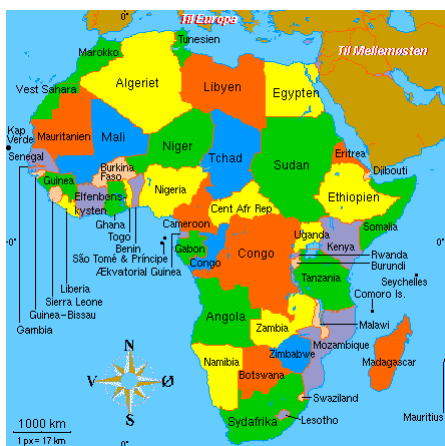 0°
Til Europa
Tunesien
Marokko
Til Mellemøsten
Algeriet
Libyen
Egypten
Vest Sahara
Kap
Verde
Mauritanien
Mali
Niger
Tchad
Sudan
Eritrea
Senegal
Djibouti
Burkina
Faso
Guinea
Nigeria
Ethiopien
Elfenbens-
kysten
Cent Afr Rep
Cameroon
Somalia
Ghana
Togo
Benin
São Tomé & Príncipe
Ækvatorial Guinea
Uganda
Kenya
0°
Gabon
Congo
Congo
0°
Rwanda
Burundi
Tanzania
Seychelles
Comoro Is.
Liberia
Sierra Leone
Guinea-Bissau
Gambia
Angola
Zambia
Malawi
Mozambique
Zimbabwe
Madagascar
Namibia
Botswana
Mauritius
Swaziland
Lesotho
Sydafrika
N
V
Ø
S
1000 km
1 px = 17 km
0°